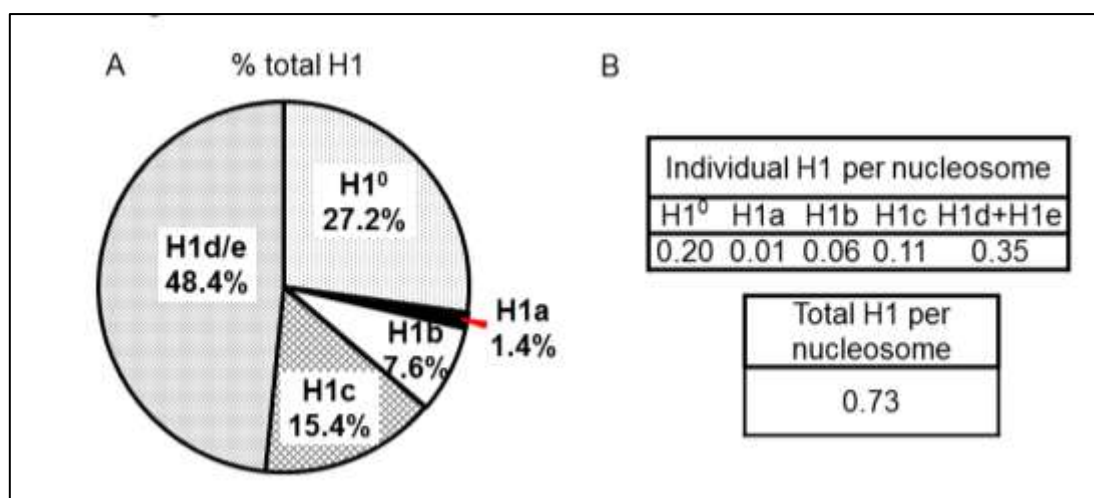 A
% total H1
H1⁰
27.2%
H1d/e
48.4%
H1a
1.4%
H1b
7.6%
H1c
15.4%
B
Individual H1 per nucleosome
H1⁰ H1a H1b H1c H1d+H1e
0.20 0.01 0.06 0.11 0.35
Total H1 per
nucleosome
0.73